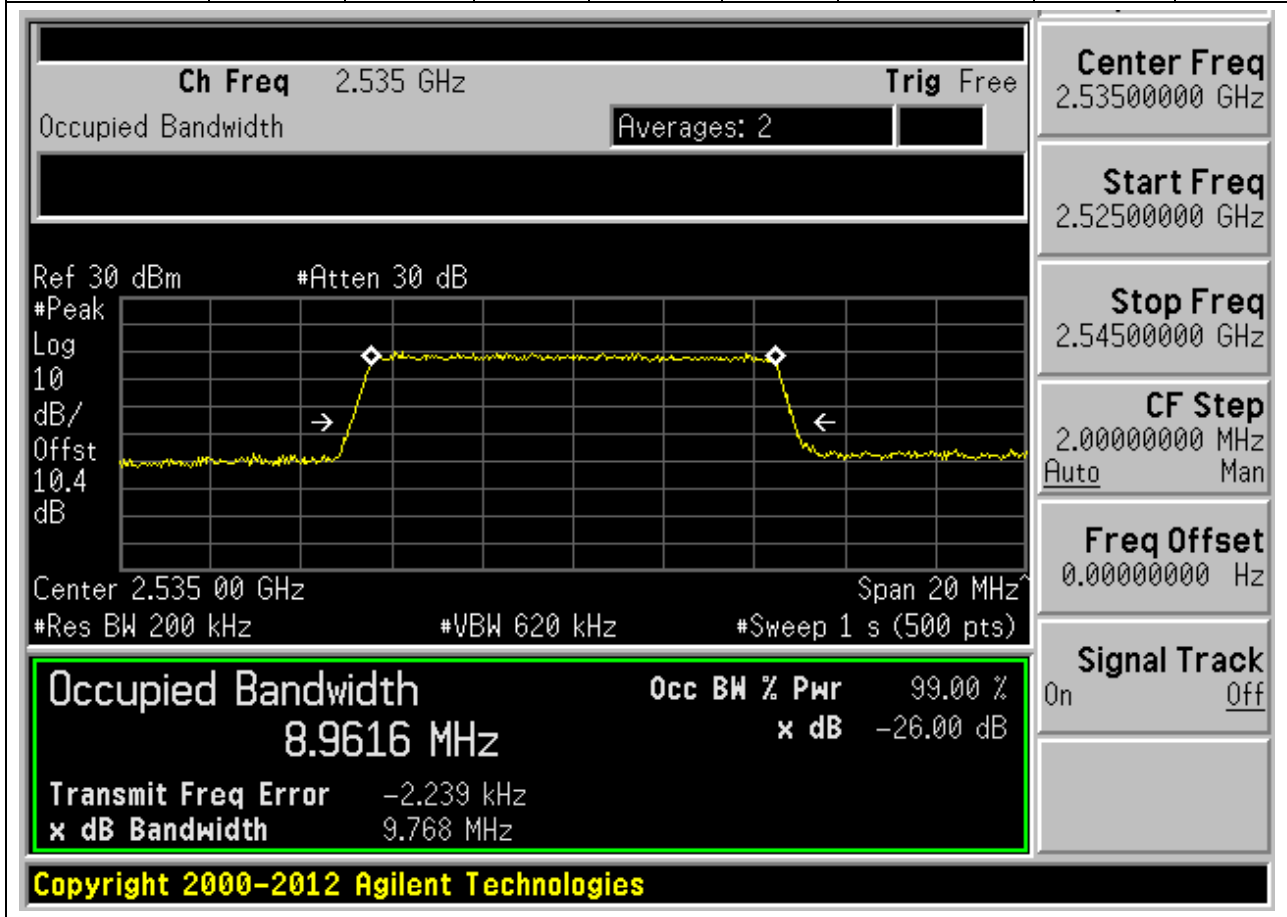 Ch Freq 2.535 GHz Trig Free
Occupied Bandwidth Averages: 2
Ref 30 dBm #Atten 30 dB
#Peak
Log
10
dB/
Offst
10.4
dB
Center 2.535 00 GHz Span 20 MHz^
#Res BW 200 kHz #VBW 620 kHz #Sweep 1 s (500 pts)
Occupied Bandwidth Occ BW % Pwr 99.00 %
8.9616 MHz x dB -26.00 dB
Transmit Freq Error -2.239 kHz
x dB Bandwidth 9.768 MHz
Copyright 2000-2012 Agilent Technologies
Center Freq
2.53500000 GHz
Start Freq
2.52500000 GHz
Stop Freq
2.54500000 GHz
CF Step
2.00000000 MHz
Auto Man
Freq Offset
0.00000000 Hz
Signal Track
On Off